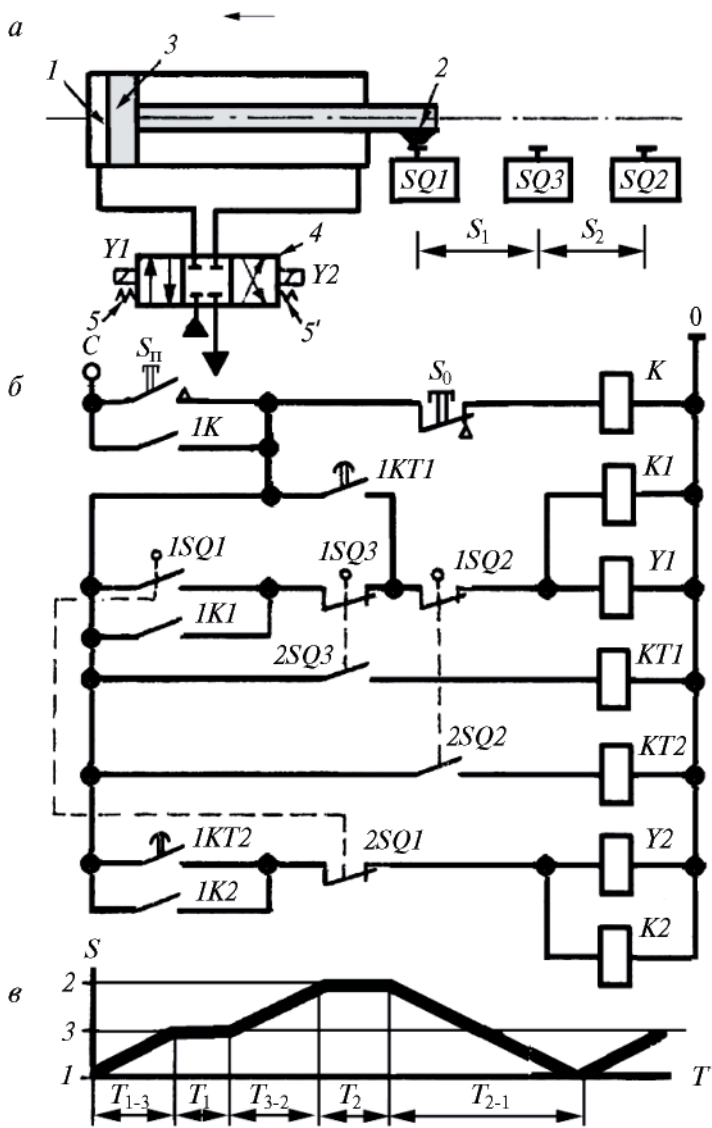 а
1
3
2
SQ1
SQ3
SQ2
S₁
S₂
Y1
4
Y2
5
5'
б
C
0
Sп
S₀
K
1K
1KT1
K1
1SQ1
1SQ3
1SQ2
Y1
1K1
2SQ3
KT1
2SQ2
KT2
1KT2
2SQ1
Y2
1K2
K2
в
S
2
3
1
T₁₋₃
T₁
T₃₋₂
T₂
T₂₋₁
T